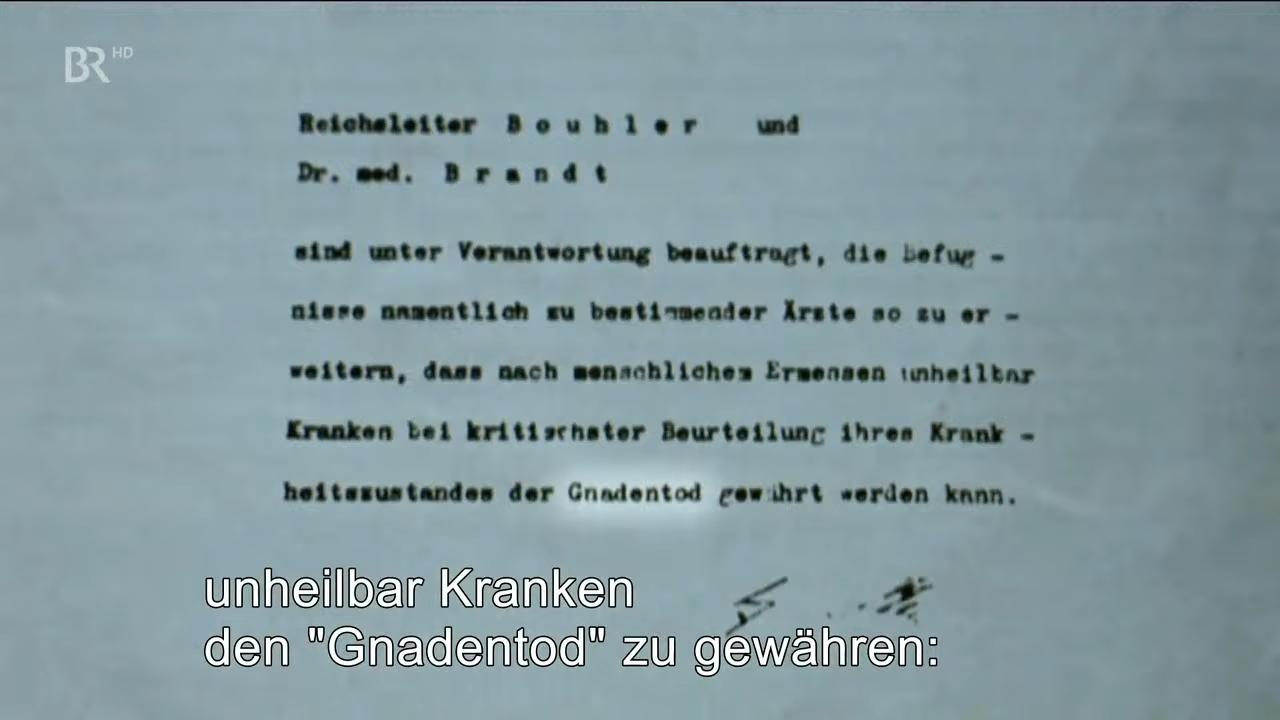 BR HD
Reichsleiter Bouhler und
Dr. med. Brandt
sind unter Verantwortung beauftragt, die Befug -
nisse namentlich zu bestimmender Ärzte so zu er -
weitern, dass nach menschlichem Ermessen unheilbar
Kranken bei kritischster Beurteilung ihres Krank -
heitszustandes der Gnadentod gewährt werden kann.
unheilbar Kranken
den "Gnadentod" zu gewähren: